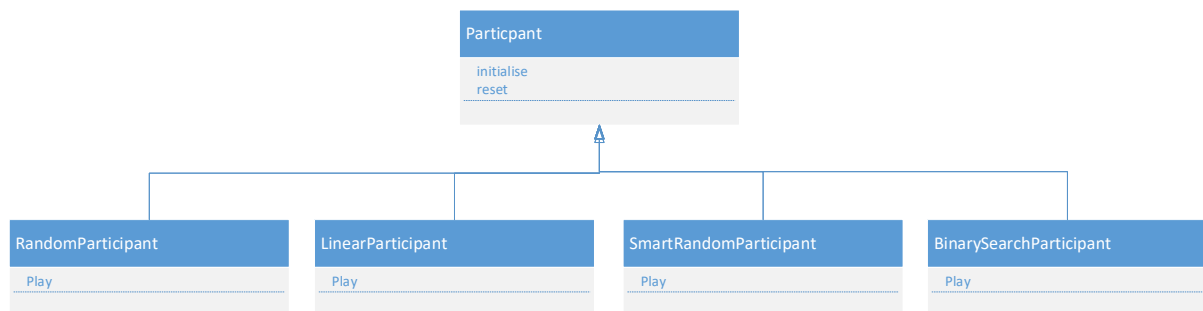 Particpant
initialise
reset
RandomParticipant
LinearParticipant
SmartRandomParticipant
BinarySearchParticipant
Play
Play
Play
Play